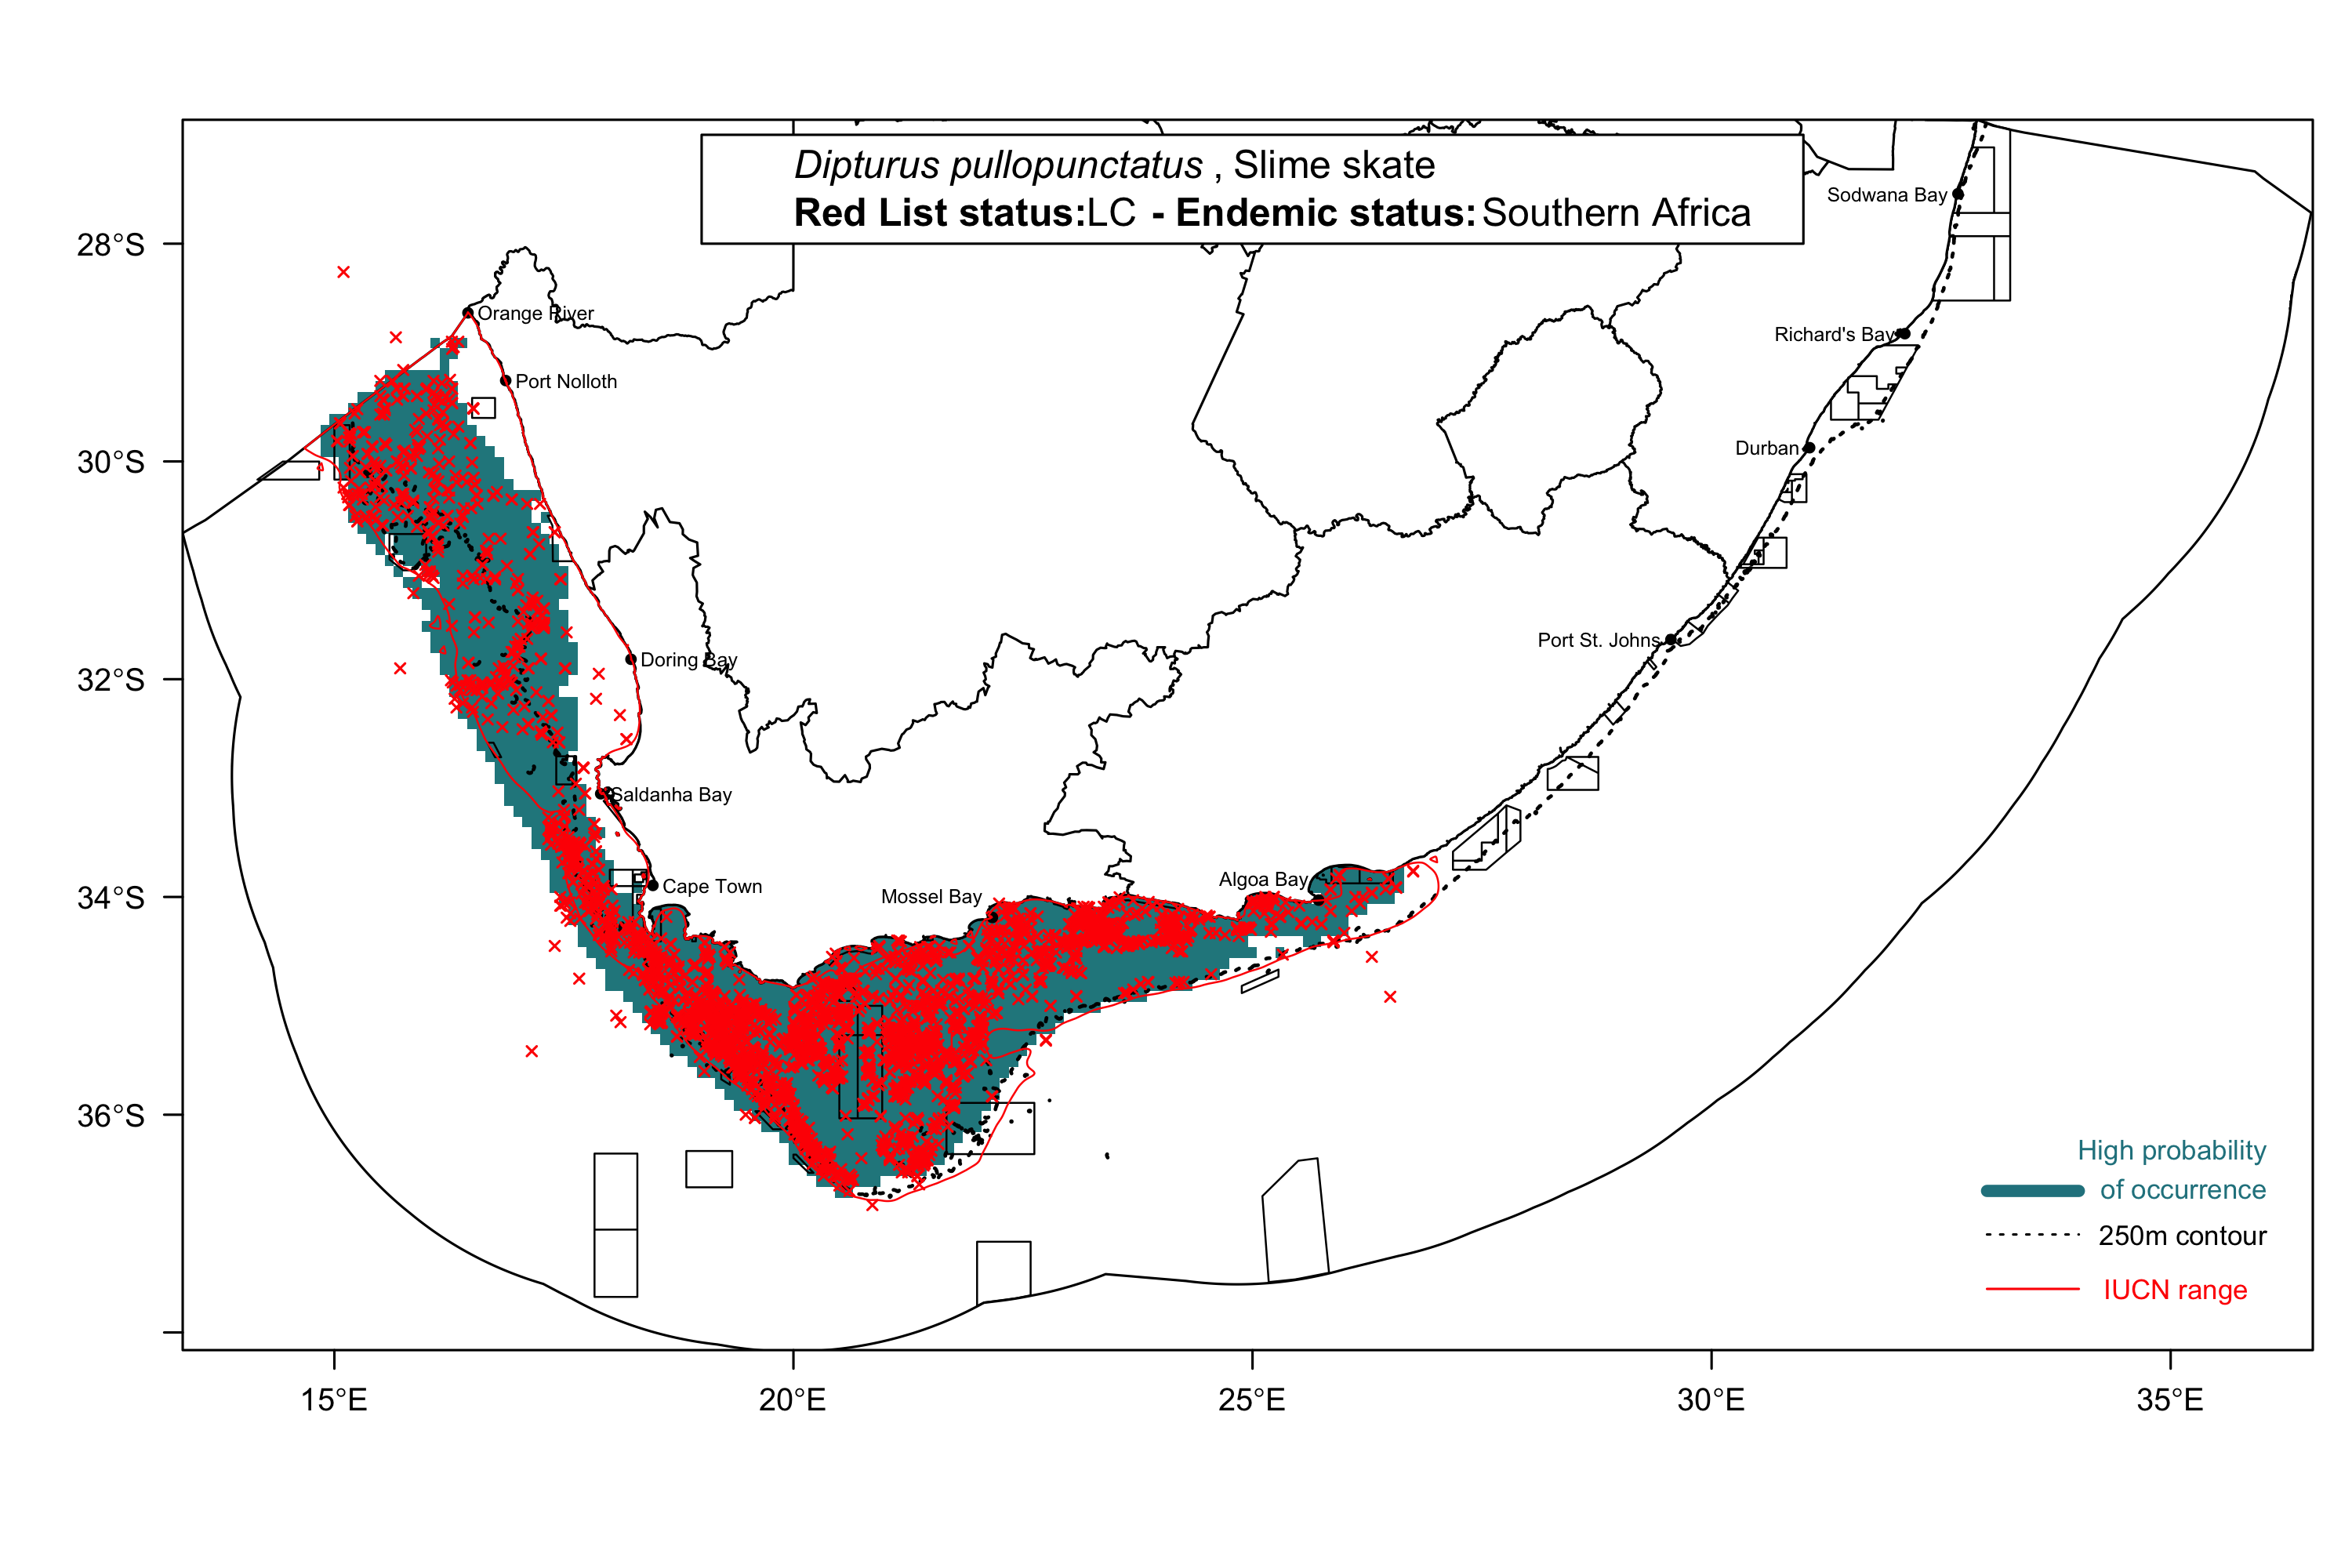 Dipturus pullopunctatus , Slime skate
Red List status:LC - Endemic status:Southern Africa
Sodwana Bay
28°S
Orange River
Richard's Bay
Port Nolloth
Durban
30°S
Port St. Johns
Doring Bay
32°S
Saldanha Bay
Algoa Bay
Cape Town
Mossel Bay
34°S
36°S
High probability
of occurrence
250m contour
IUCN range
15°E
20°E
25°E
30°E
35°E